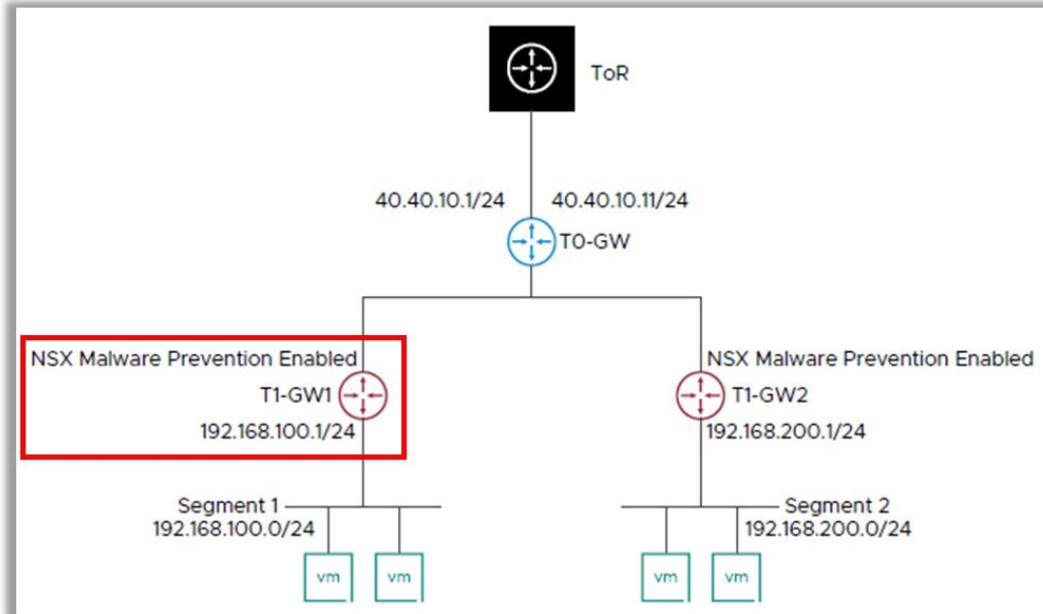 ToR
40.40.10.1/24 40.40.10.11/24
T0-GW
NSX Malware Prevention Enabled
T1-GW1
192.168.100.1/24
NSX Malware Prevention Enabled
T1-GW2
192.168.200.1/24
Segment 1
192.168.100.0/24
Segment 2
192.168.200.0/24
vm vm vm vm